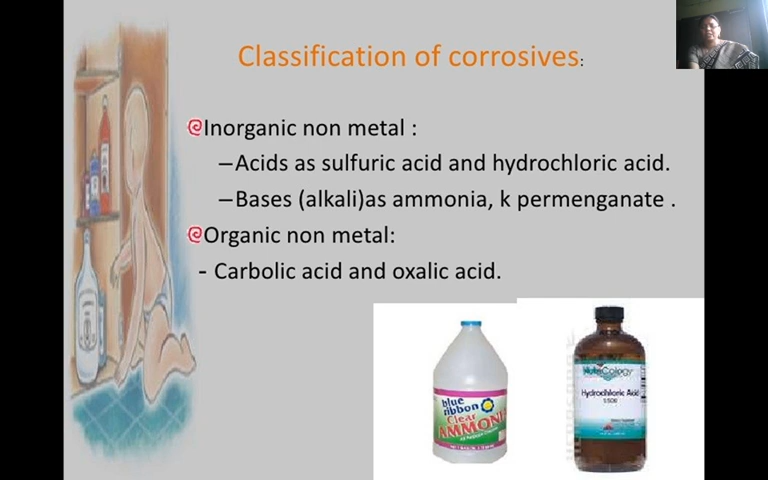 Classification of corrosives:
Inorganic non metal :
–Acids as sulfuric acid and hydrochloric acid.
–Bases (alkali)as ammonia, k permenganate .
Organic non metal:
- Carbolic acid and oxalic acid.
blue
ribbon
Clear
AMMONIA
NutriCology
Hydrochloric Acid